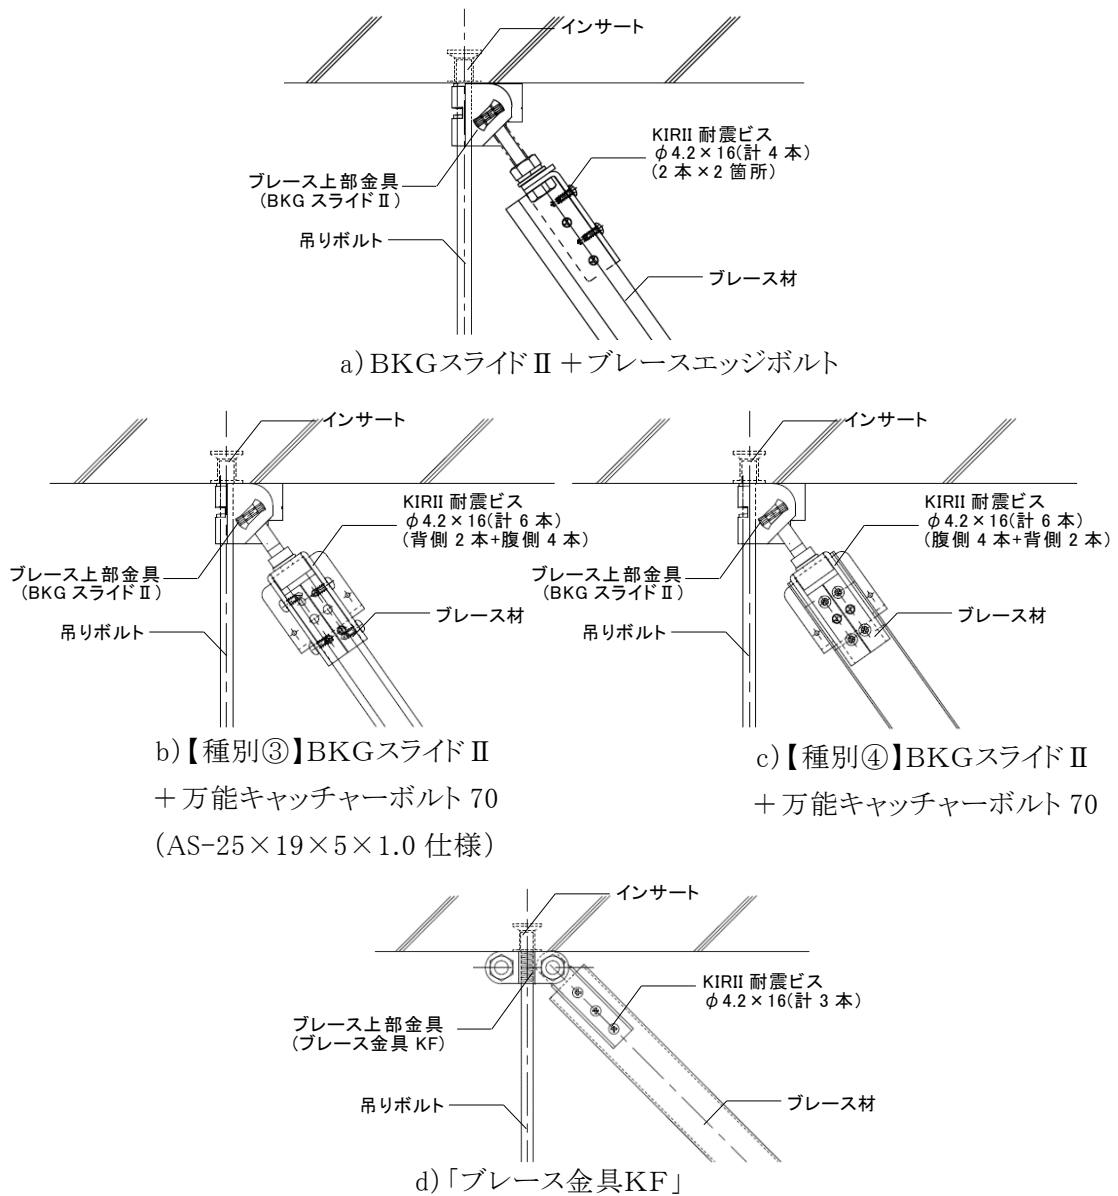 インサート
KIRII 耐震ビス
φ4.2×16(計 4 本)
(2 本×2 箇所)
ブレース上部金具
(BKG スライドⅡ)
吊りボルト
ブレース材
a)BKGスライドⅡ＋ブレースエッジボルト
インサート
KIRII 耐震ビス
φ4.2×16(計 6 本)
(背側 2 本+腹側 4 本)
ブレース上部金具
(BKG スライドⅡ)
ブレース材
吊りボルト
b)【種別③】BKGスライドⅡ
＋万能キャッチャーボルト 70
(AS-25×19×5×1.0 仕様)
インサート
KIRII 耐震ビス
φ4.2×16(計 6 本)
(腹側 4 本+背側 2 本)
ブレース上部金具
(BKG スライドⅡ)
ブレース材
吊りボルト
c)【種別④】BKGスライドⅡ
＋万能キャッチャーボルト 70
インサート
KIRII 耐震ビス
φ4.2×16(計 3 本)
ブレース上部金具
(ブレース金具 KF)
吊りボルト
ブレース材
d)「ブレース金具KF」